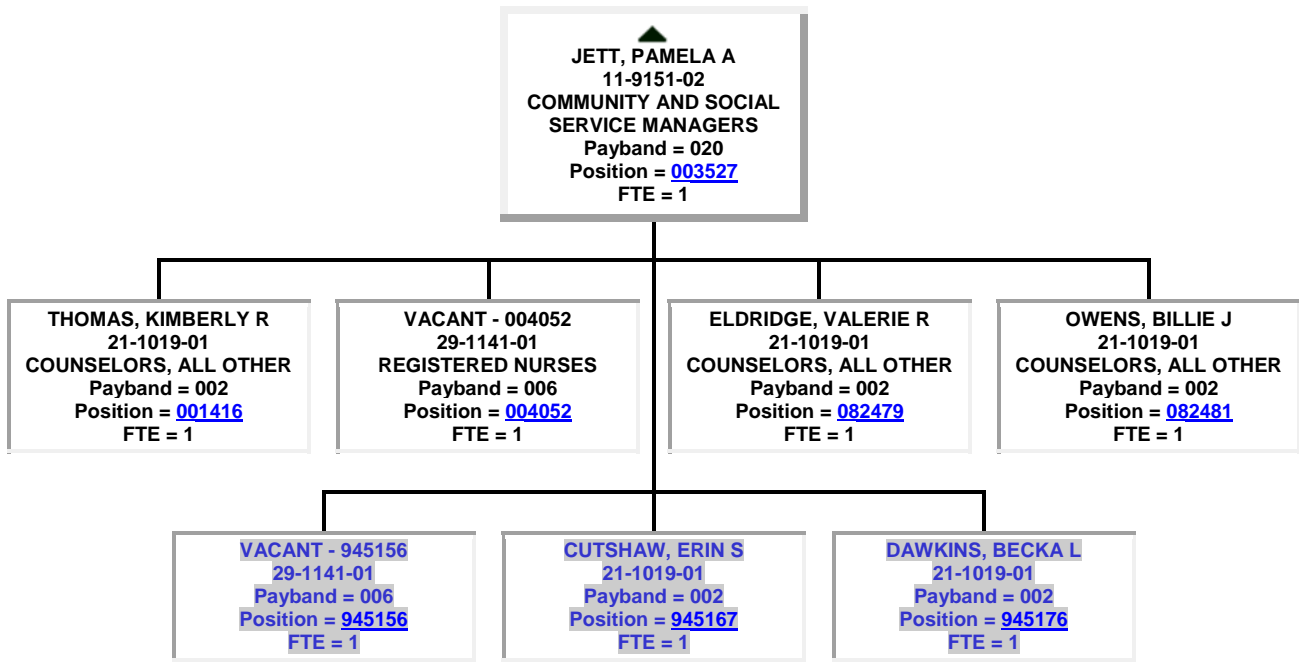 JETT, PAMELA A
11-9151-02
COMMUNITY AND SOCIAL
SERVICE MANAGERS
Payband = 020
Position = 003527
FTE = 1
THOMAS, KIMBERLY R
21-1019-01
COUNSELORS, ALL OTHER
Payband = 002
Position = 001416
FTE = 1
VACANT - 004052
29-1141-01
REGISTERED NURSES
Payband = 006
Position = 004052
FTE = 1
ELDRIDGE, VALERIE R
21-1019-01
COUNSELORS, ALL OTHER
Payband = 002
Position = 082479
FTE = 1
OWENS, BILLIE J
21-1019-01
COUNSELORS, ALL OTHER
Payband = 002
Position = 082481
FTE = 1
VACANT - 945156
29-1141-01
Payband = 006
Position = 945156
FTE = 1
CUTSHAW, ERIN S
21-1019-01
Payband = 002
Position = 945167
FTE = 1
DAWKINS, BECKA L
21-1019-01
Payband = 002
Position = 945176
FTE = 1